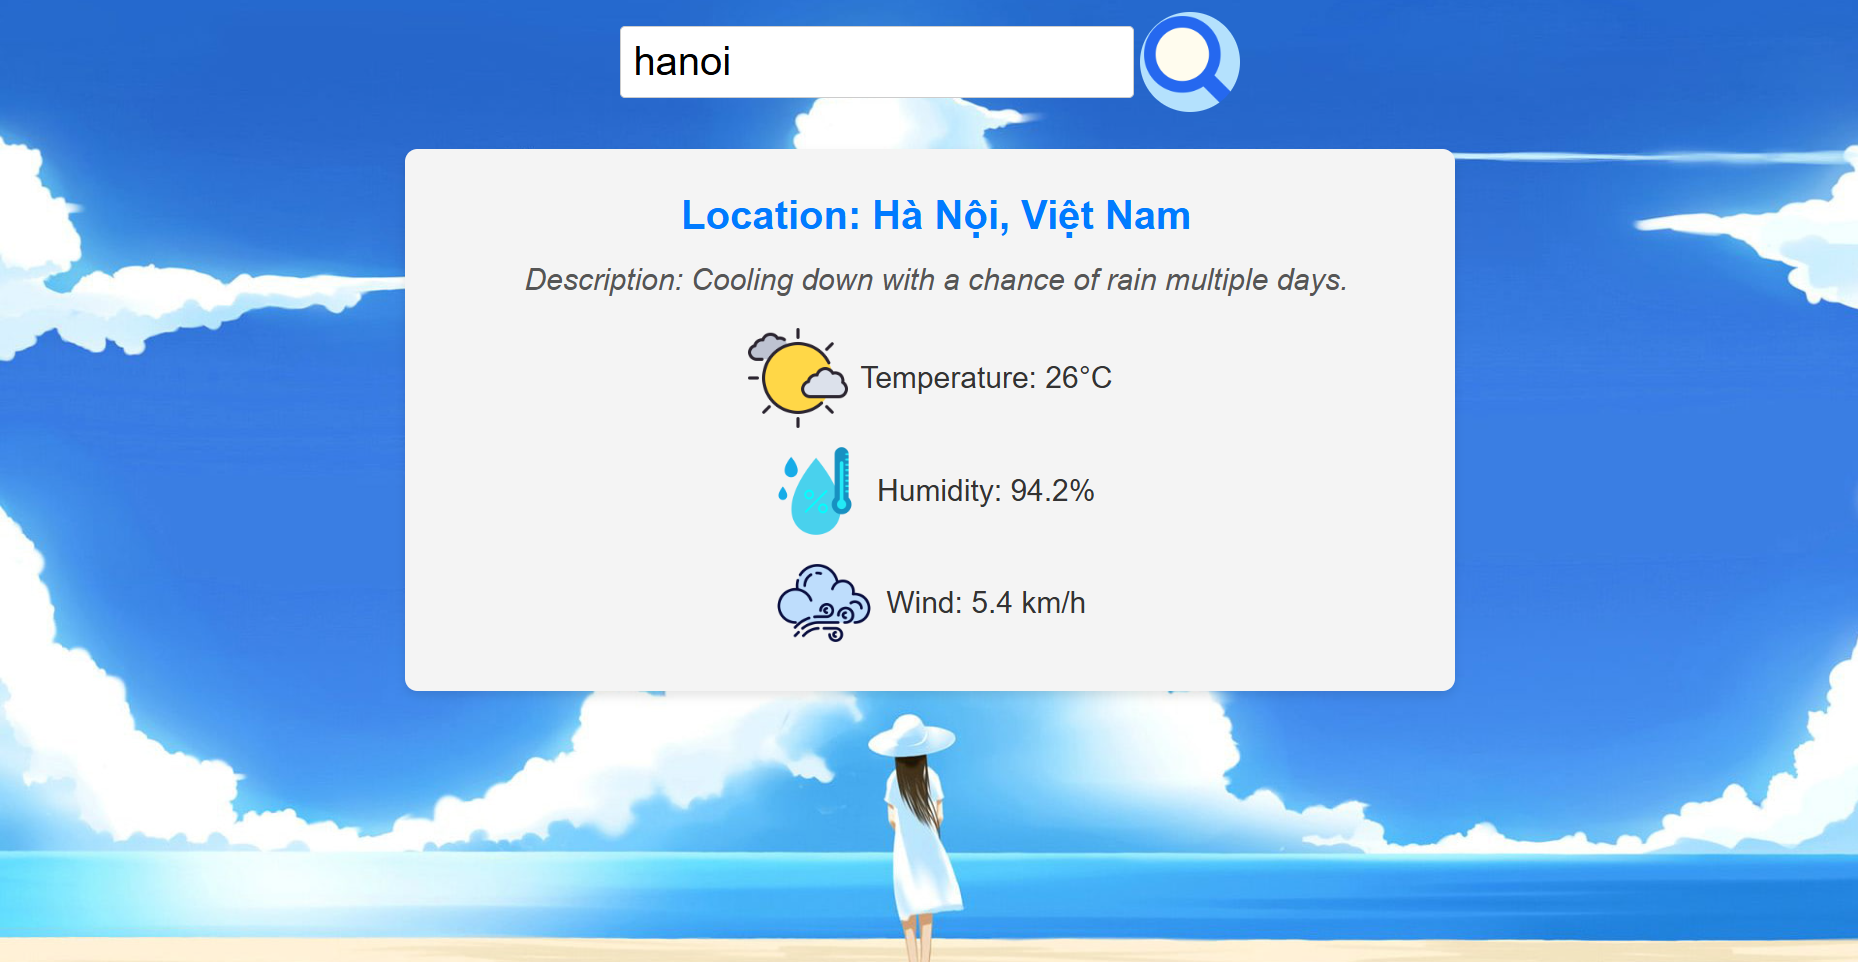 hanoi
Location: Hà Nội, Việt Nam
Description: Cooling down with a chance of rain multiple days.
Temperature: 26°C
%
Humidity: 94.2%
Wind: 5.4 km/h